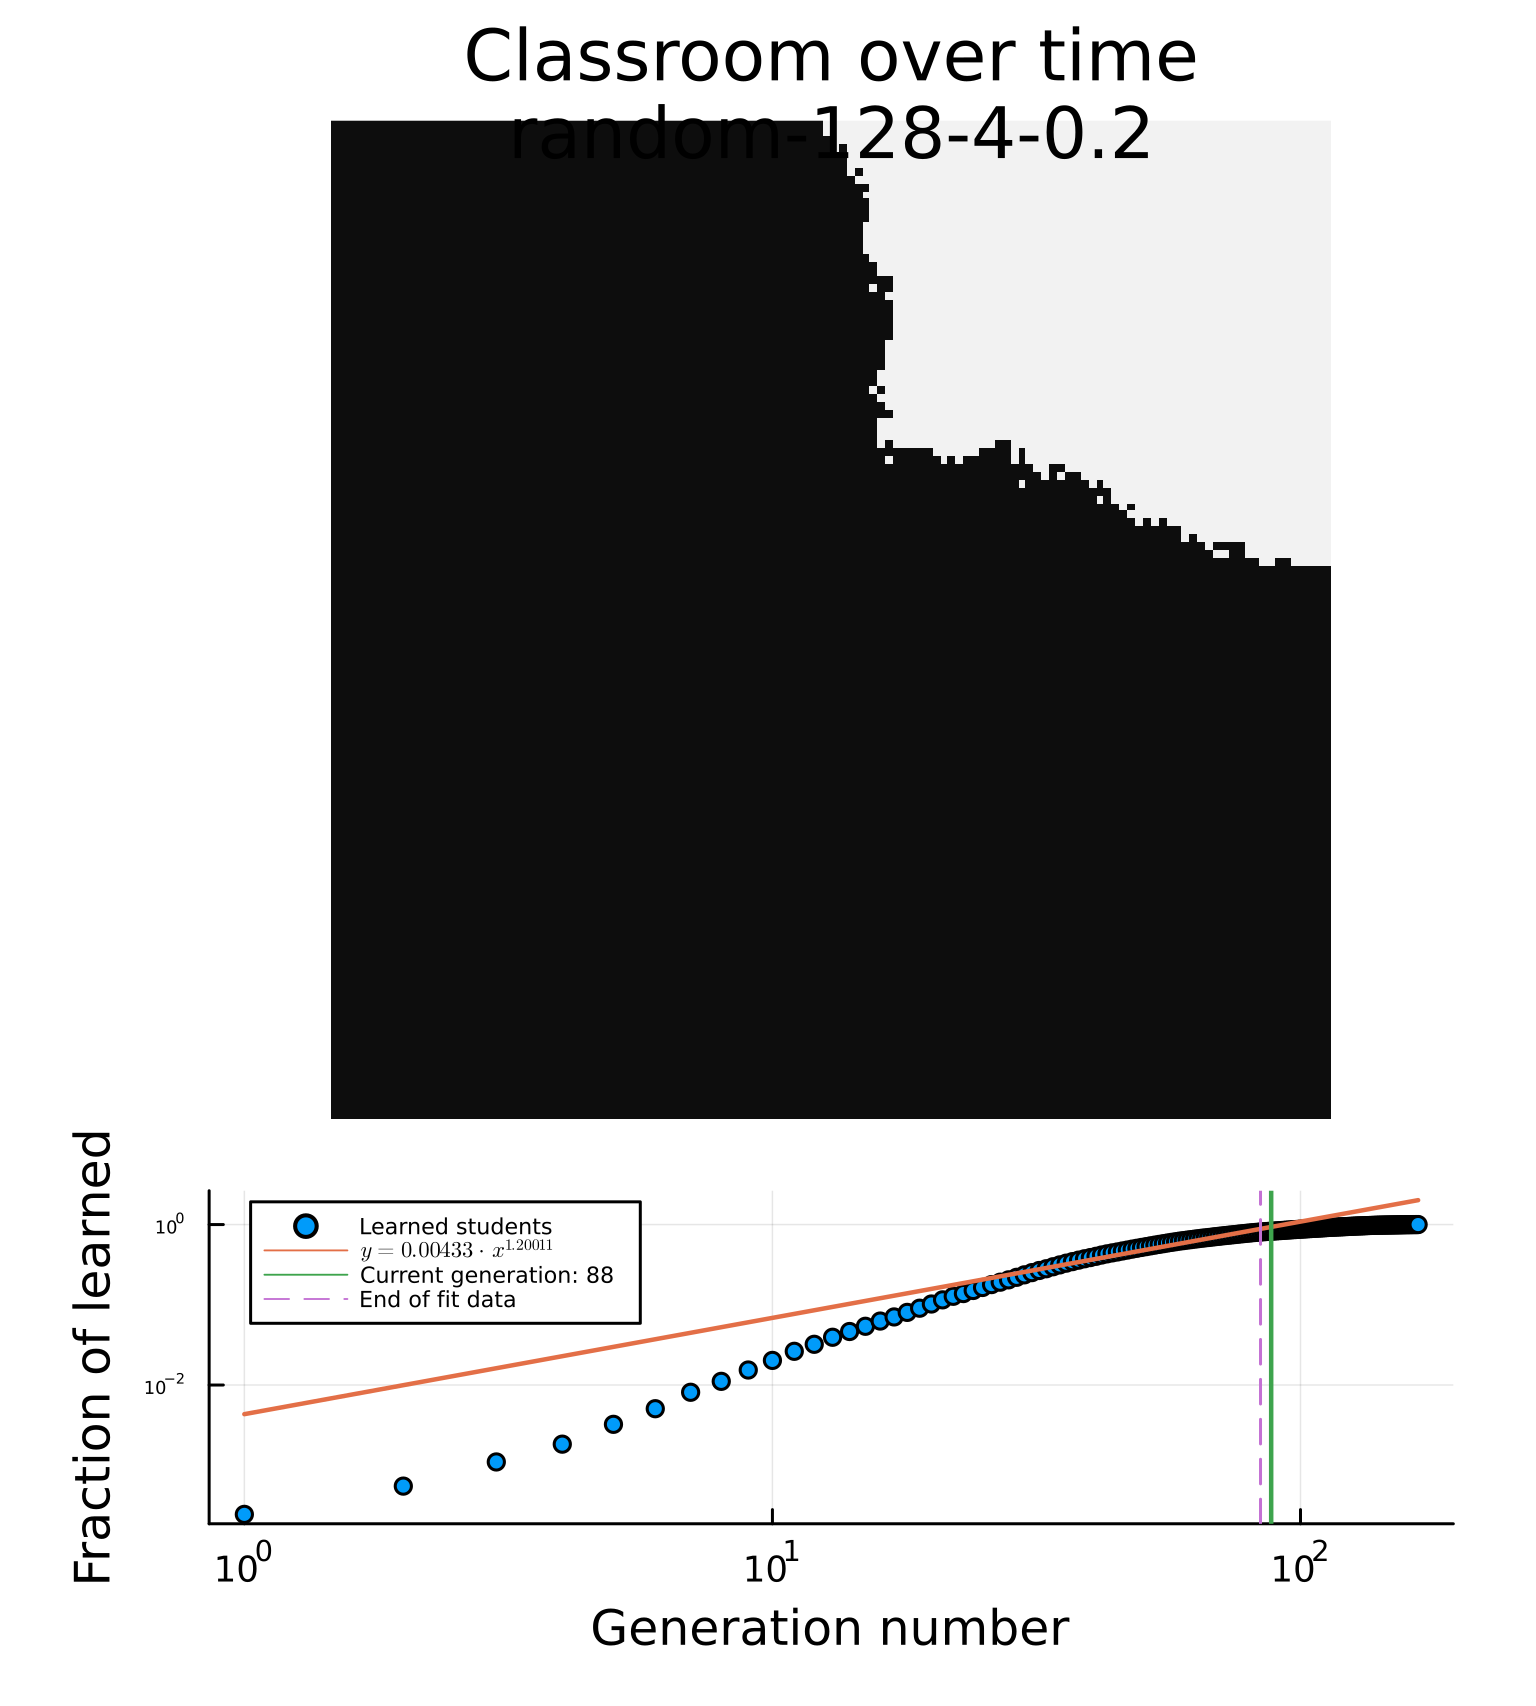 Classroom over time
random-128-4-0.2
Fraction of learned
10⁰
10⁻²
Learned students
y = 0.00433 · x^1.20011
Current generation: 88
End of fit data
10⁰ 10¹ 10²
Generation number